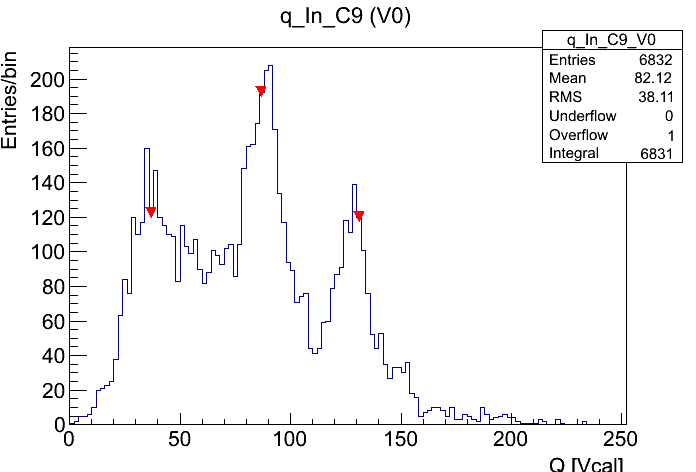 q_In_C9 (V0)
q_In_C9_V0
Entries 6832
Mean 82.12
RMS 38.11
Underflow 0
Overflow 1
Integral 6831
Entries/bin
200
180
160
140
120
100
80
60
40
20
0
0 50 100 150 200 250
Q [Vcal]